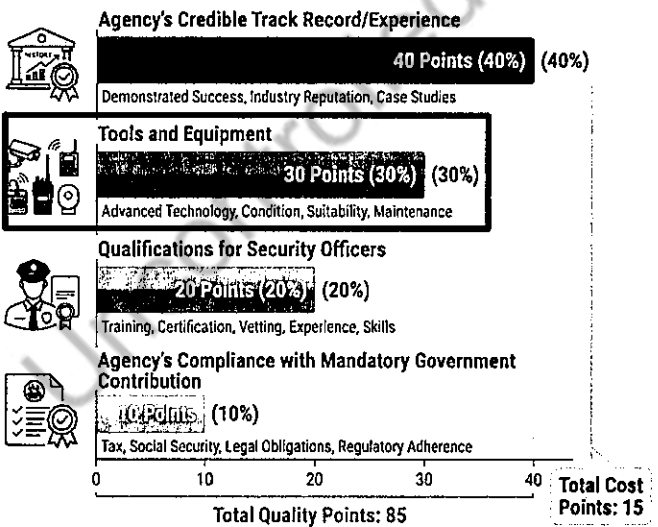 Agency's Credible Track Record/Experience
HISTORY
40 Points (40%) (40%)
Demonstrated Success, Industry Reputation, Case Studies
Tools and Equipment
30 Points (30%) (30%)
Advanced Technology, Condition, Suitability, Maintenance
Qualifications for Security Officers
20 Points (20%) (20%)
Training, Certification, Vetting, Experience, Skills
Agency's Compliance with Mandatory Government
Contribution
10 Points (10%)
Tax, Social Security, Legal Obligations, Regulatory Adherence
0 10 20 30 40
Total Quality Points: 85
Total Cost
Points: 15
Uncontrolled